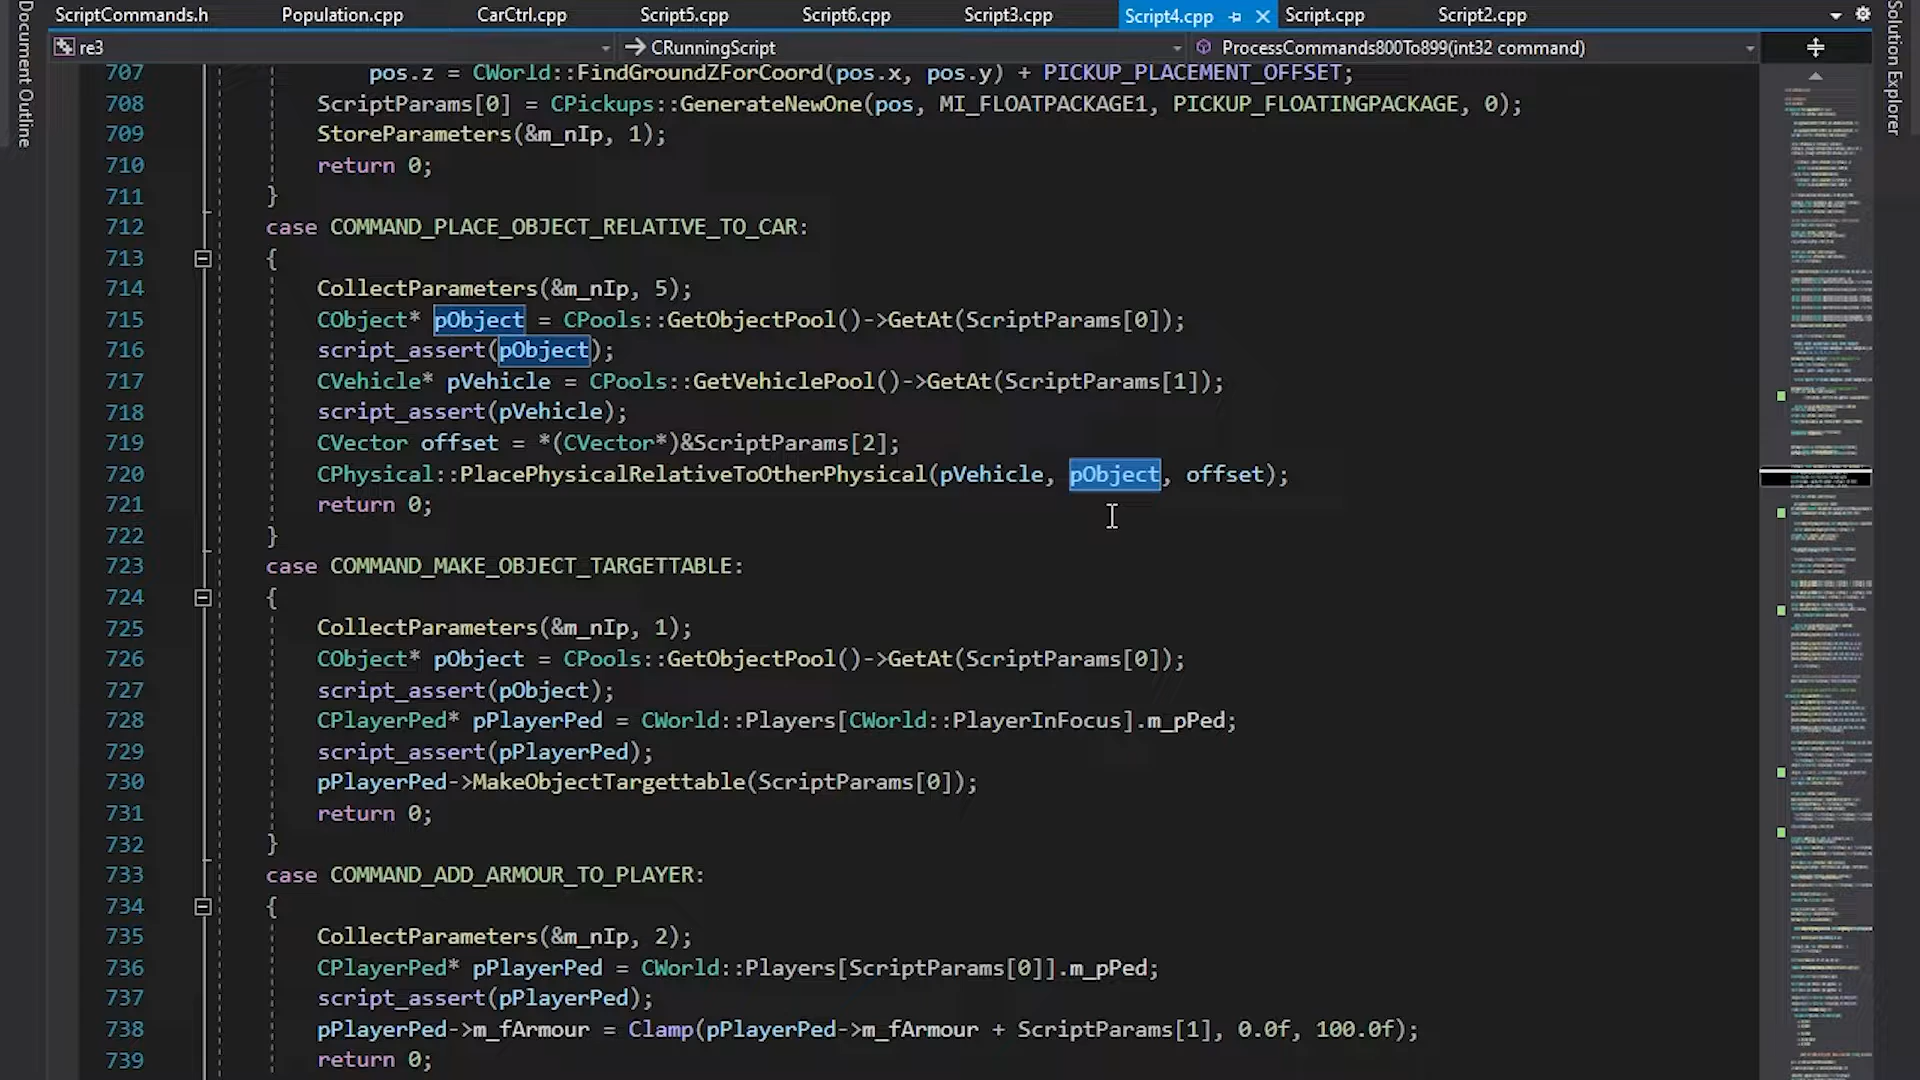 ScriptCommands.h Population.cpp CarCtrl.cpp Script5.cpp Script6.cpp Script3.cpp Script4.cpp Script.cpp Script2.cpp
re3 CRunningScript ProcessCommands800To899(int32 command)
Document Outline
Solution Explorer
707 pos.z = CWorld::FindGroundZForCoord(pos.x, pos.y) + PICKUP_PLACEMENT_OFFSET;
708 ScriptParams[0] = CPickups::GenerateNewOne(pos, MI_FLOATPACKAGE1, PICKUP_FLOATINGPACKAGE, 0);
709 StoreParameters(&m_nIp, 1);
710 return 0;
711 }
712 case COMMAND_PLACE_OBJECT_RELATIVE_TO_CAR:
713 {
714 CollectParameters(&m_nIp, 5);
715 CObject* pObject = CPools::GetObjectPool()->GetAt(ScriptParams[0]);
716 script_assert(pObject);
717 CVehicle* pVehicle = CPools::GetVehiclePool()->GetAt(ScriptParams[1]);
718 script_assert(pVehicle);
719 CVector offset = *(CVector*)&ScriptParams[2];
720 CPhysical::PlacePhysicalRelativeToOtherPhysical(pVehicle, pObject, offset);
721 return 0;
722 }
723 case COMMAND_MAKE_OBJECT_TARGETTABLE:
724 {
725 CollectParameters(&m_nIp, 1);
726 CObject* pObject = CPools::GetObjectPool()->GetAt(ScriptParams[0]);
727 script_assert(pObject);
728 CPlayerPed* pPlayerPed = CWorld::Players[CWorld::PlayerInFocus].m_pPed;
729 script_assert(pPlayerPed);
730 pPlayerPed->MakeObjectTargettable(ScriptParams[0]);
731 return 0;
732 }
733 case COMMAND_ADD_ARMOUR_TO_PLAYER:
734 {
735 CollectParameters(&m_nIp, 2);
736 CPlayerPed* pPlayerPed = CWorld::Players[ScriptParams[0]].m_pPed;
737 script_assert(pPlayerPed);
738 pPlayerPed->m_fArmour = Clamp(pPlayerPed->m_fArmour + ScriptParams[1], 0.0f, 100.0f);
739 return 0;